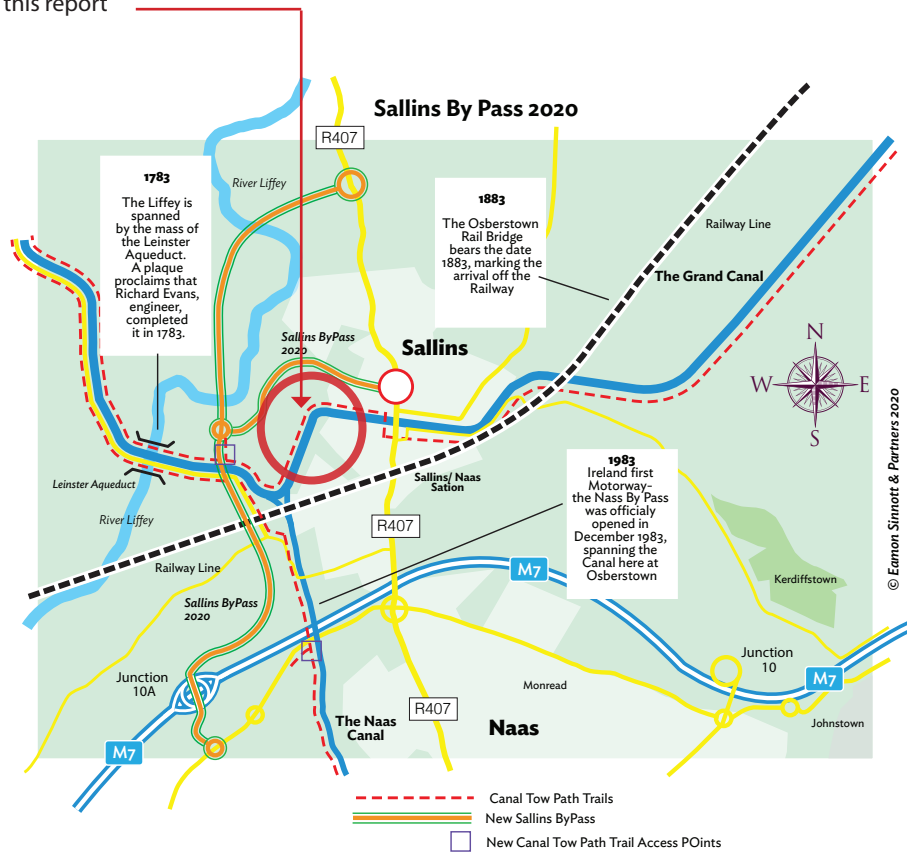 this report
Sallins By Pass 2020
R407
1783
The Liffey is
spanned
by the mass of
the Leinster
Aqueduct.
A plaque
proclaims that
Richard Evans,
engineer,
completed
it in 1783.
River Liffey
1883
The Osberstown
Rail Bridge
bears the date
1883, marking the
arrival off the
Railway
Railway Line
The Grand Canal
Sallins ByPass
2020
Sallins
N
W
E
S
© Eamon Sinnott & Partners 2020
Leinster Aqueduct
River Liffey
Sallins/ Naas
Sation
1983
Ireland first
Motorway-
the Nass By Pass
was officialy
opened in
December 1983,
spanning the
Canal here at
Osberstown
R407
Railway Line
M7
Kerdiffstown
Sallins ByPass
2020
Junction
10A
Junction
10
M7
Monread
R407
Johnstown
The Naas
Canal
Naas
M7
Canal Tow Path Trails
New Sallins ByPass
New Canal Tow Path Trail Access POints